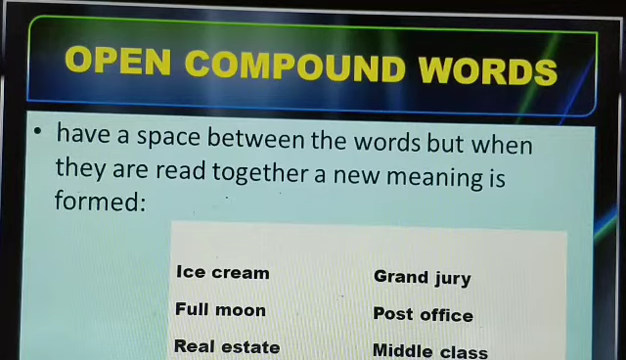 OPEN COMPOUND WORDS
• have a space between the words but when
they are read together a new meaning is
formed:
Ice cream Grand jury
Full moon Post office
Real estate Middle class